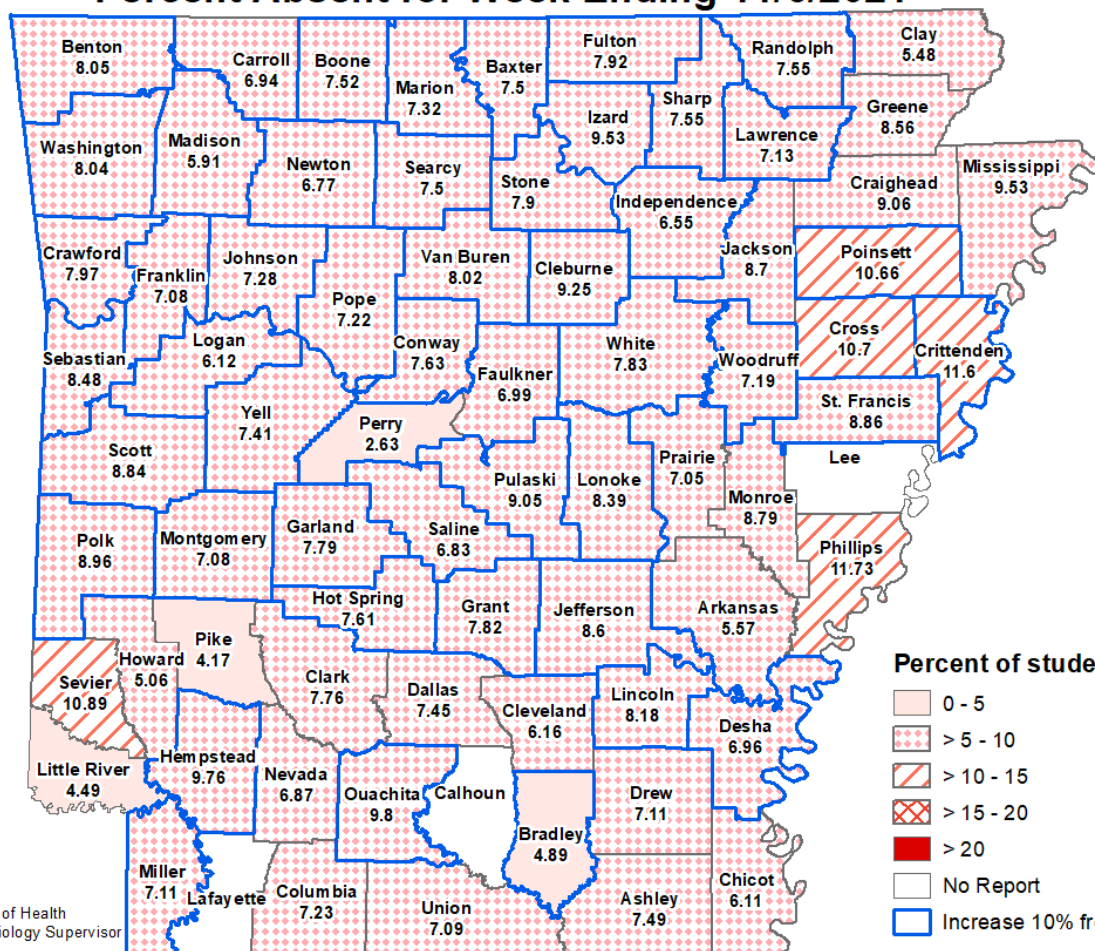 Percent Absent for Week Ending
Benton
8.05
Carroll
6.94
Boone
7.52
Marion
7.32
Baxter
7.5
Fulton
7.92
Randolph
7.55
Clay
5.48
Washington
8.04
Madison
5.91
Newton
6.77
Searcy
7.5
Stone
7.9
Izard
9.53
Sharp
7.55
Lawrence
7.13
Greene
8.56
Independence
6.55
Craighead
9.06
Mississippi
9.53
Crawford
7.97
Franklin
7.08
Johnson
7.28
Pope
7.22
Van Buren
8.02
Cleburne
9.25
Jackson
8.7
Poinsett
10.66
Sebastian
8.48
Logan
6.12
Conway
7.63
Faulkner
6.99
White
7.83
Woodruff
7.19
Cross
10.7
Crittenden
11.6
Scott
8.84
Yell
7.41
Perry
2.63
Pulaski
9.05
Lonoke
8.39
Prairie
7.05
St. Francis
8.86
Lee
Monroe
8.79
Polk
8.96
Montgomery
7.08
Garland
7.79
Saline
6.83
Phillips
11.73
Hot Spring
7.61
Grant
7.82
Jefferson
8.6
Arkansas
5.57
Sevier
10.89
Howard
5.06
Pike
4.17
Clark
7.76
Dallas
7.45
Cleveland
6.16
Lincoln
8.18
Desha
6.96
Little River
4.49
Hempstead
9.76
Nevada
6.87
Ouachita
9.8
Calhoun
Bradley
4.89
Drew
7.11
Miller
7.11
Lafayette
Columbia
7.23
Union
7.09
Ashley
7.49
Chicot
6.11
Percent of stude
0 - 5
> 5 - 10
> 10 - 15
> 15 - 20
> 20
No Report
Increase 10% fr
of Health
iology Supervisor